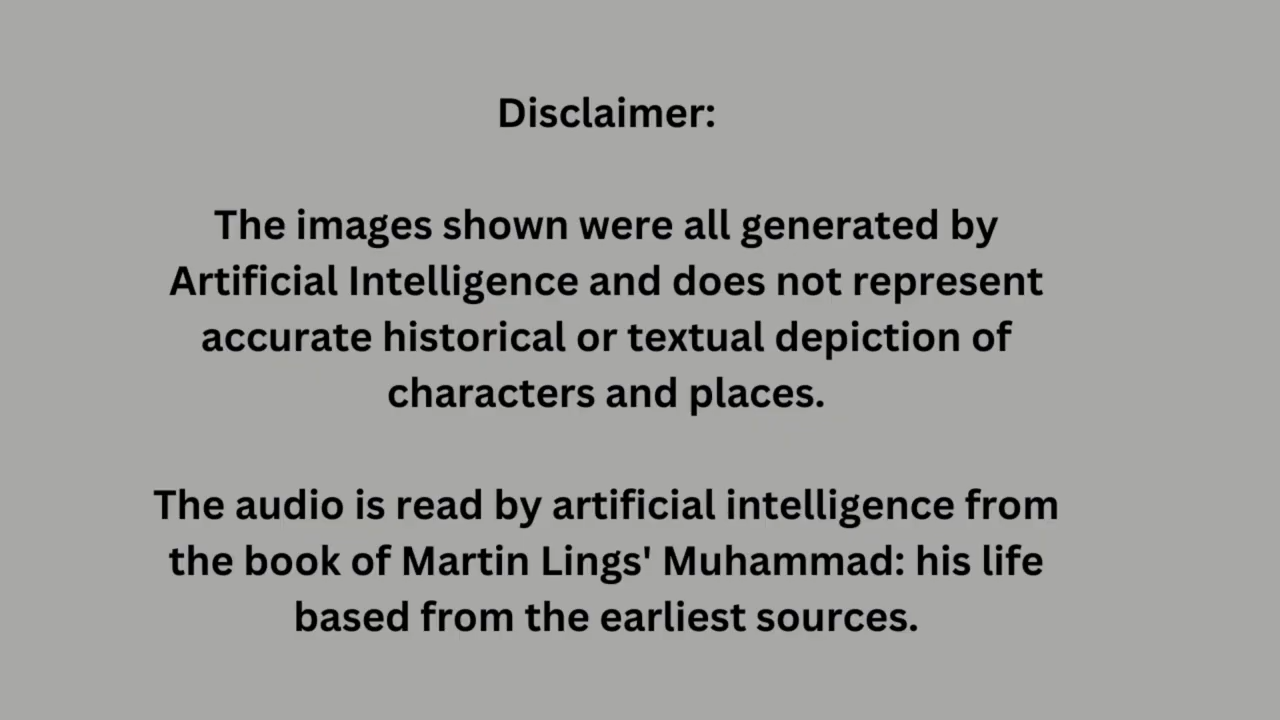 Disclaimer:
The images shown were all generated by
Artificial Intelligence and does not represent
accurate historical or textual depiction of
characters and places.
The audio is read by artificial intelligence from
the book of Martin Lings' Muhammad: his life
based from the earliest sources.